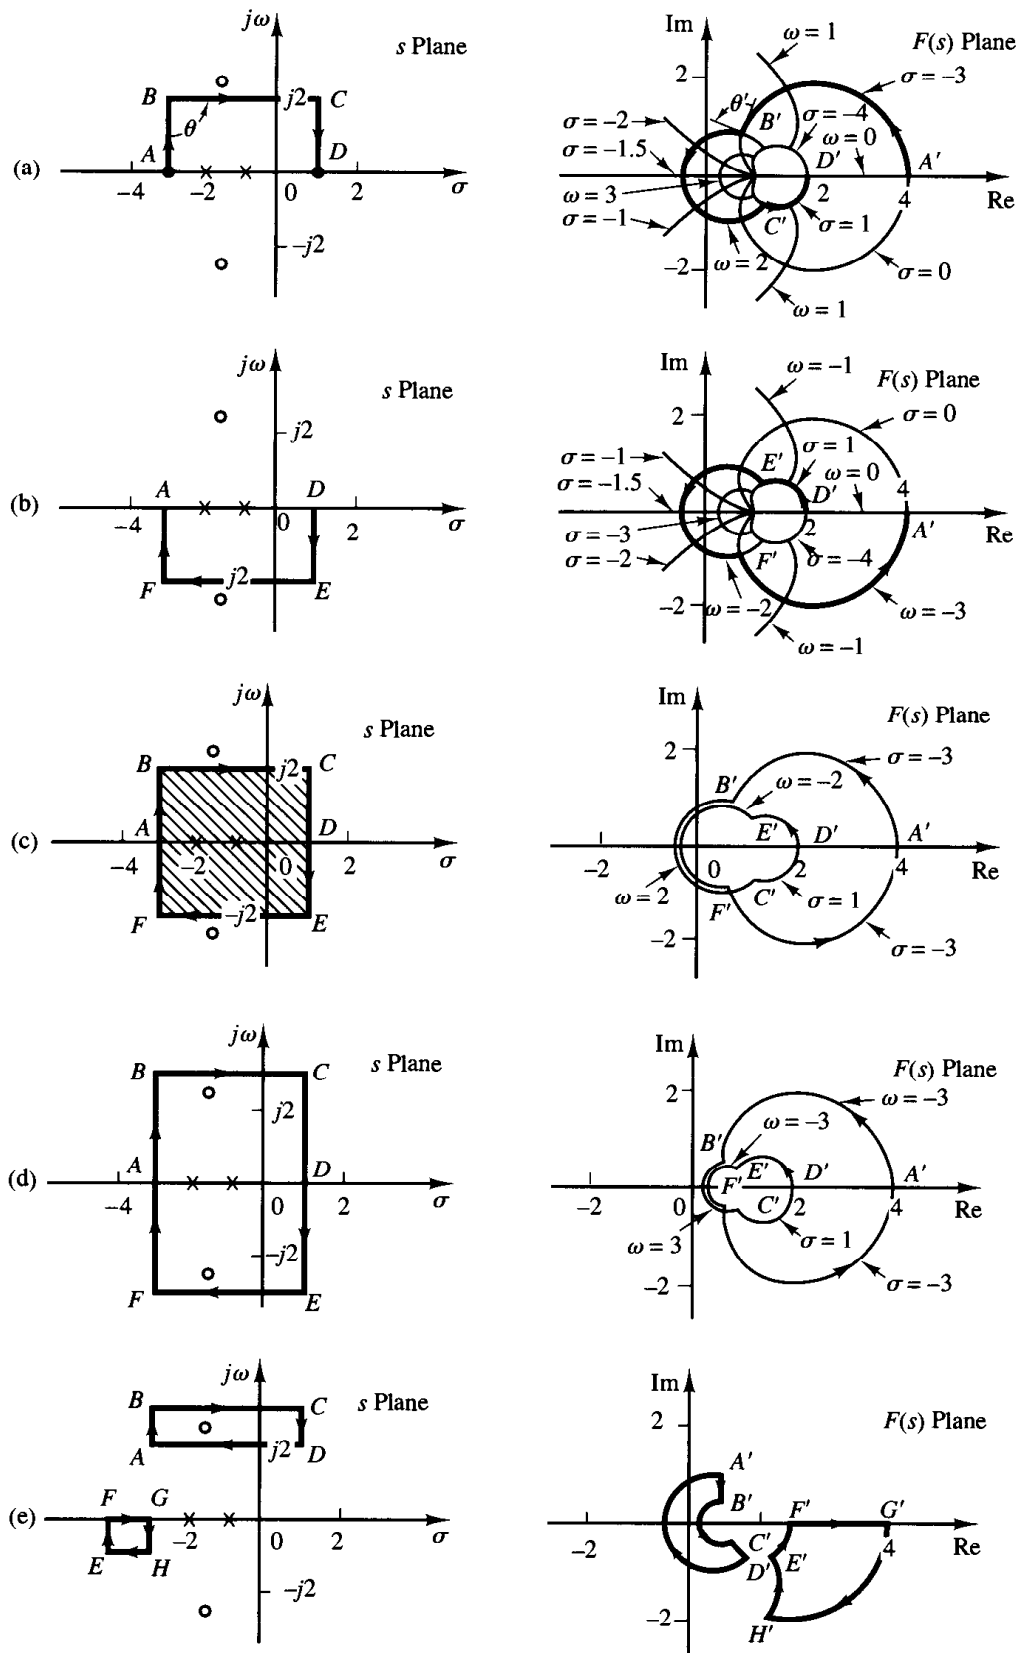 (a)
jω
s Plane
B
j2
C
θ
A
D
–4
–2
0
2
σ
–j2
Im
F(s) Plane
ω = 1
σ = –3
2
θ′
B′
σ = –4
ω = 0
σ = –2
σ = –1.5
D′
A′
ω = 3
2
4
Re
σ = –1
C′
σ = 1
–2
ω = 2
σ = 0
ω = 1
(b)
jω
s Plane
j2
A
D
–4
0
2
σ
F
j2
E
Im
ω = –1
F(s) Plane
2
σ = 0
σ = 1
σ = –1
E′
ω = 0
σ = –1.5
D′
4
2
A′
Re
σ = –3
σ = –2
F′
σ = –4
–2
ω = –2
ω = –3
ω = –1
(c)
jω
s Plane
B
j2
C
A
D
–4
–2
0
2
σ
F
–j2
E
Im
F(s) Plane
2
σ = –3
B′
ω = –2
E′
D′
A′
–2
0
2
4
Re
ω = 2
F′
C′
σ = 1
–2
σ = –3
(d)
jω
s Plane
B
C
j2
A
D
–4
0
2
σ
–j2
F
E
Im
F(s) Plane
2
ω = –3
ω = –3
B′
E′
D′
A′
F′
–2
0
C′
2
4
Re
ω = 3
σ = 1
σ = –3
–2
(e)
jω
s Plane
B
C
A
j2
D
F
G
–2
0
2
σ
E
H
–j2
Im
F(s) Plane
2
A′
B′
F′
G′
–2
C′
4
Re
D′
E′
–2
H′